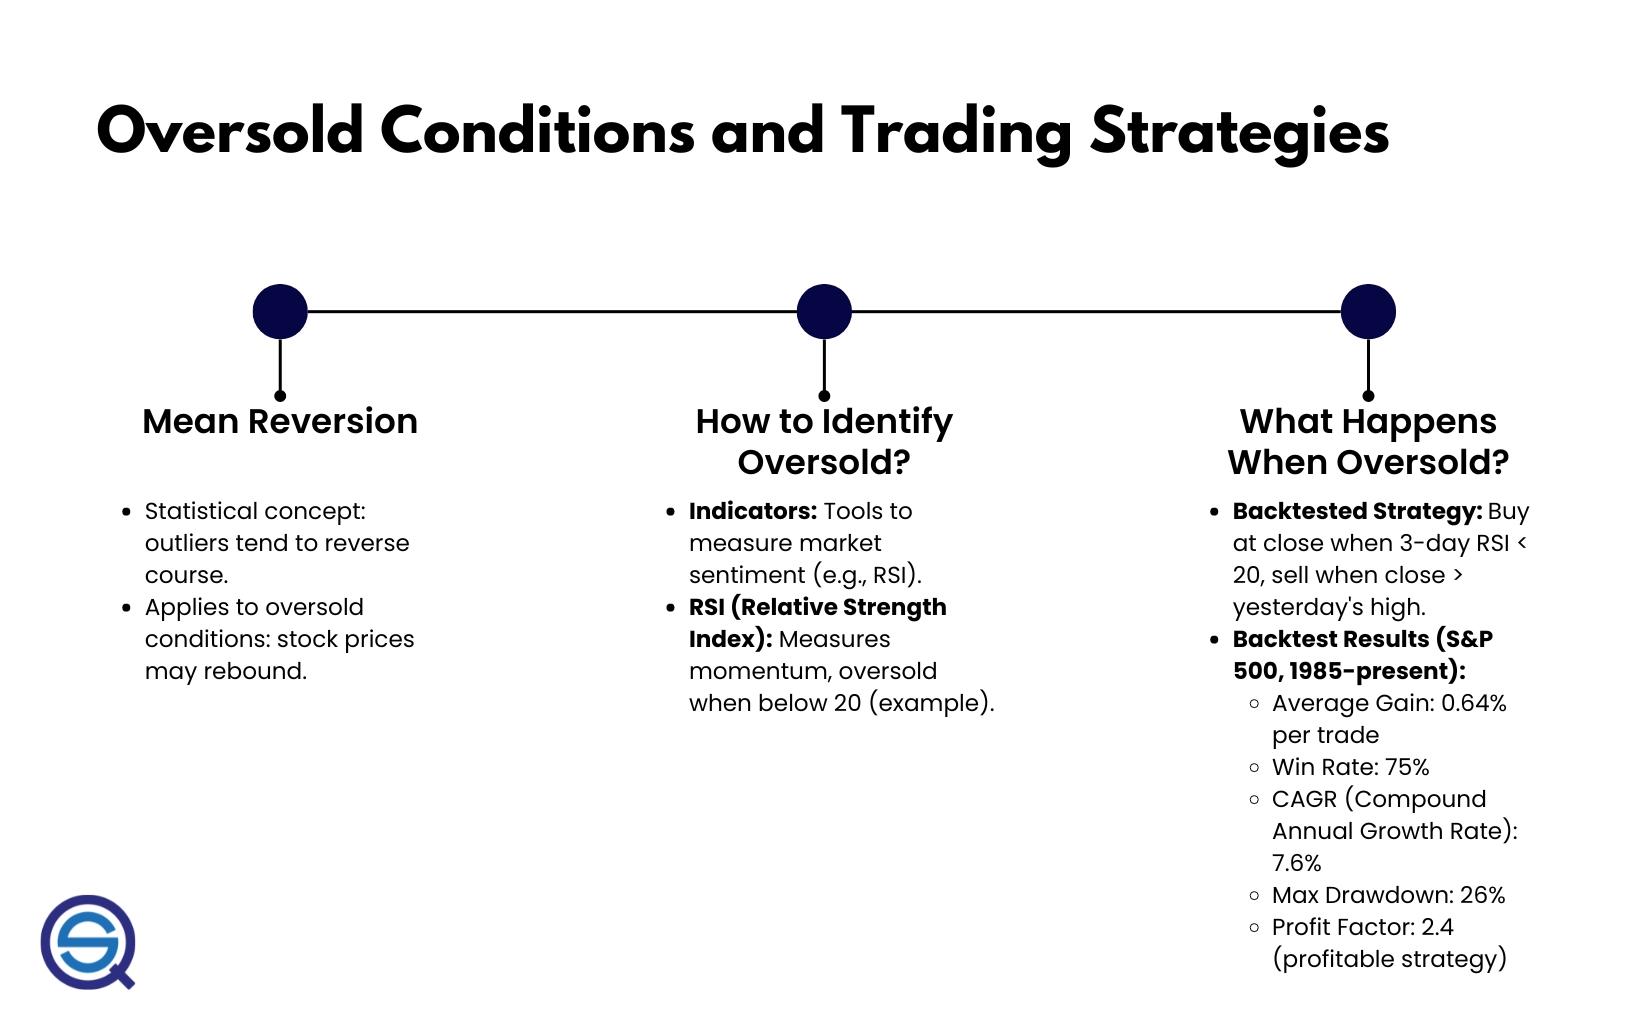 Oversold Conditions and Trading Strategies
Mean Reversion
• Statistical concept:
outliers tend to reverse
course.
• Applies to oversold
conditions: stock prices
may rebound.
How to Identify
Oversold?
• Indicators: Tools to
measure market
sentiment (e.g., RSI).
• RSI (Relative Strength
Index): Measures
momentum, oversold
when below 20 (example).
What Happens
When Oversold?
• Backtested Strategy: Buy
at close when 3-day RSI <
20, sell when close >
yesterday's high.
• Backtest Results (S&P
500, 1985-present):
○ Average Gain: 0.64%
per trade
○ Win Rate: 75%
○ CAGR (Compound
Annual Growth Rate):
7.6%
○ Max Drawdown: 26%
○ Profit Factor: 2.4
(profitable strategy)